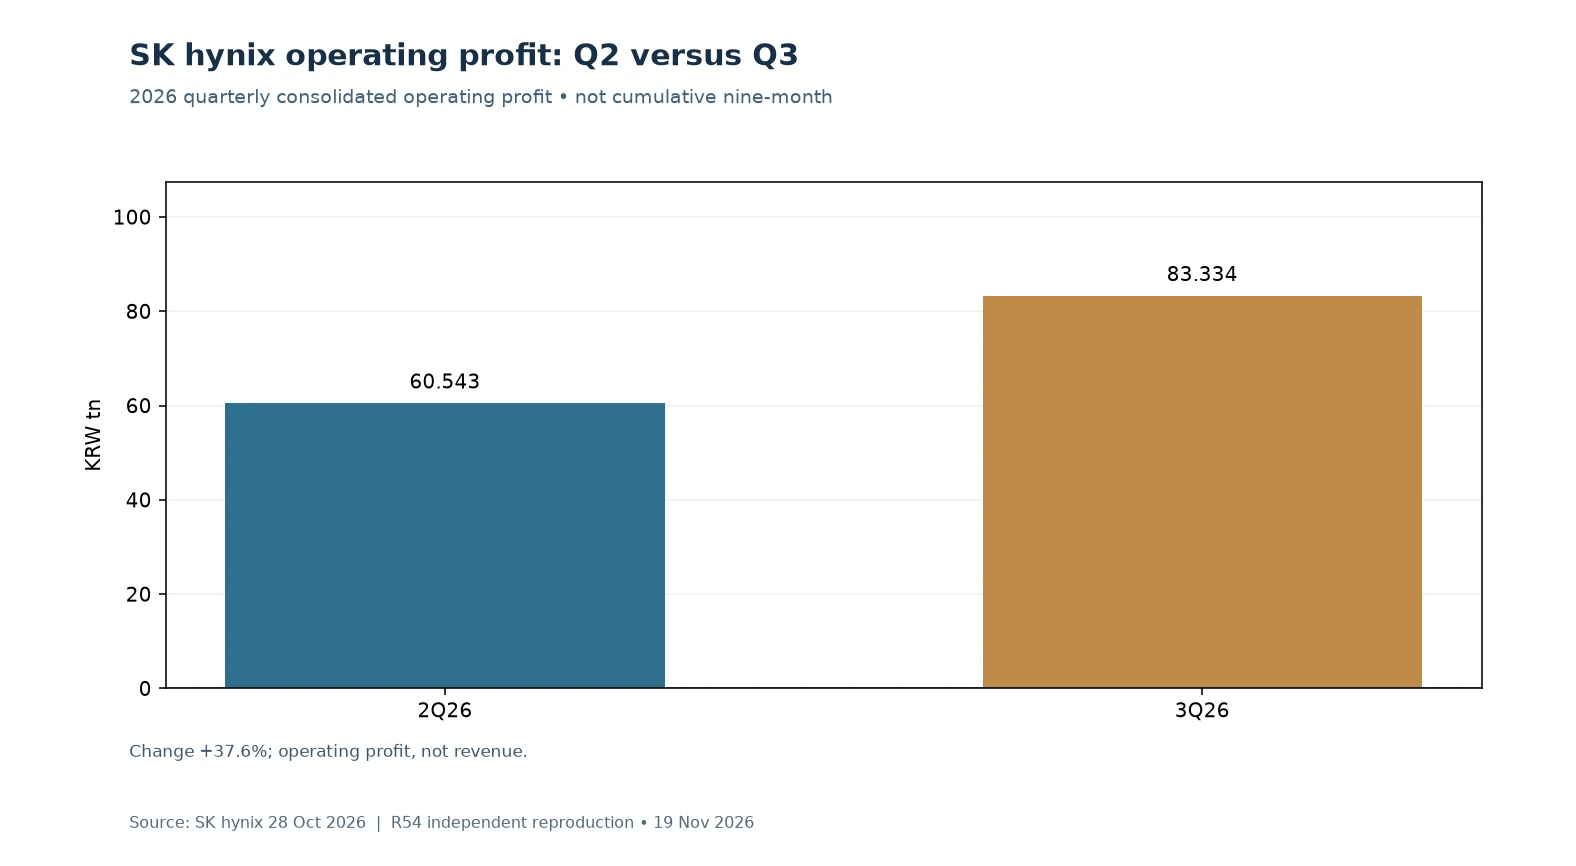 SK hynix operating profit: Q2 versus Q3
2026 quarterly consolidated operating profit • not cumulative nine-month
100
80
60
40
20
0
KRW tn
60.543
83.334
2Q26
3Q26
Change +37.6%; operating profit, not revenue.
Source: SK hynix 28 Oct 2026 | R54 independent reproduction • 19 Nov 2026